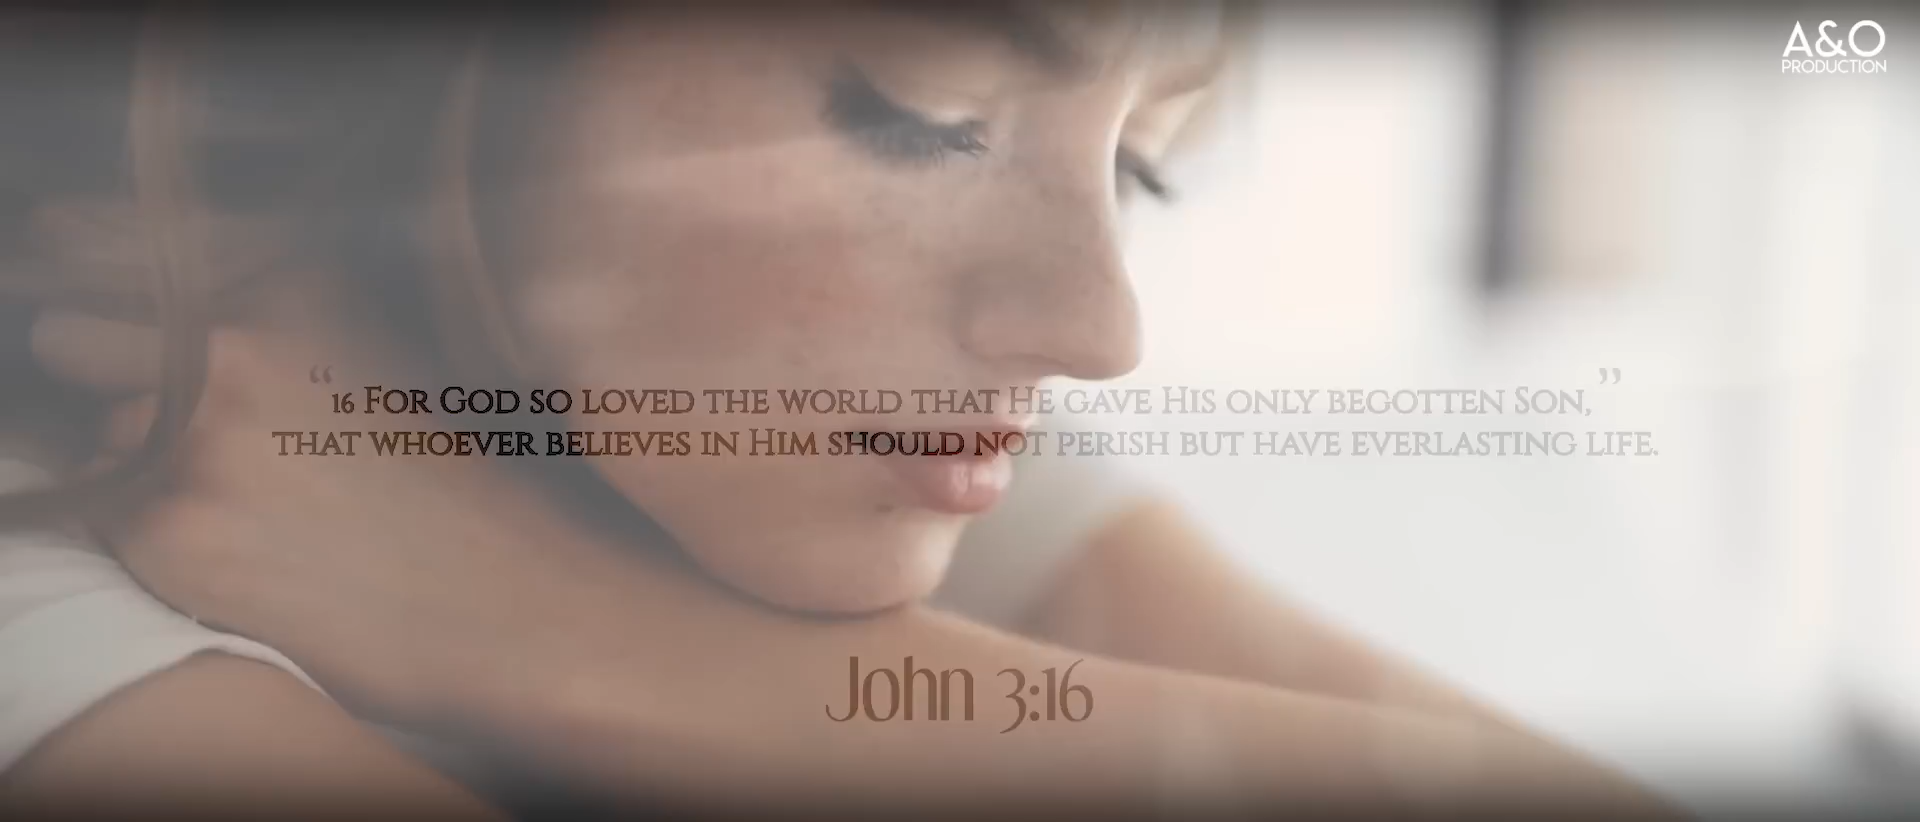 A&O
PRODUCTION
“16 For God so loved the world that He gave His only begotten Son,”
that whoever believes in Him should not perish but have everlasting life.
John 3:16